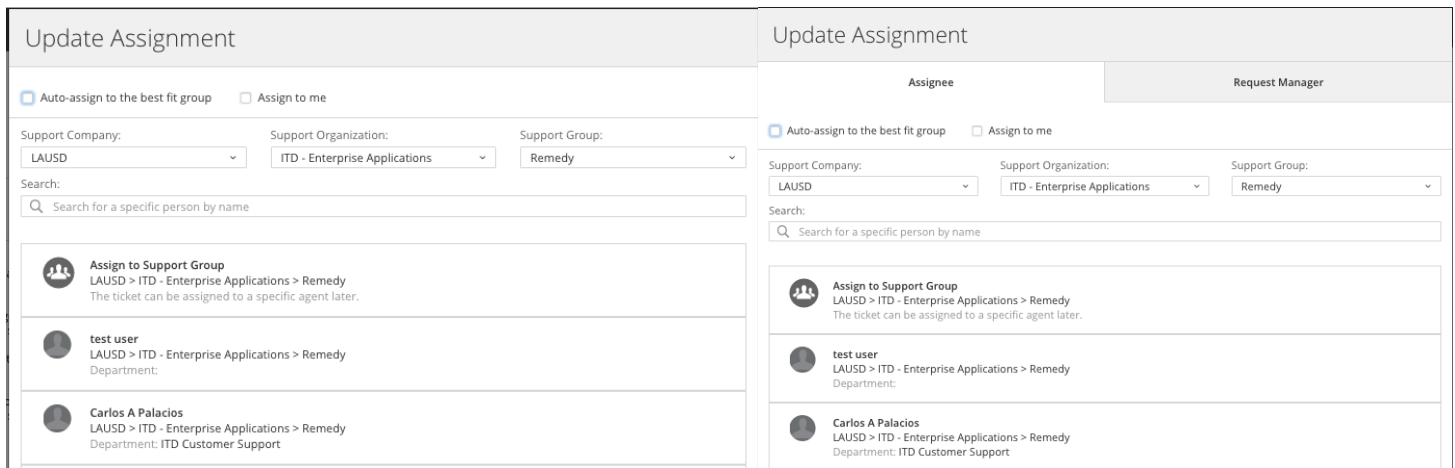 Update Assignment
Auto-assign to the best fit group Assign to me
Support Company: Support Organization: Support Group:
LAUSD ITD - Enterprise Applications Remedy
Search:
Search for a specific person by name
Assign to Support Group
LAUSD > ITD - Enterprise Applications > Remedy
The ticket can be assigned to a specific agent later.
test user
LAUSD > ITD - Enterprise Applications > Remedy
Department:
Carlos A Palacios
LAUSD > ITD - Enterprise Applications > Remedy
Department: ITD Customer Support
Update Assignment
Assignee Request Manager
Auto-assign to the best fit group Assign to me
Support Company: Support Organization: Support Group:
LAUSD ITD - Enterprise Applications Remedy
Search:
Search for a specific person by name
Assign to Support Group
LAUSD > ITD - Enterprise Applications > Remedy
The ticket can be assigned to a specific agent later.
test user
LAUSD > ITD - Enterprise Applications > Remedy
Department:
Carlos A Palacios
LAUSD > ITD - Enterprise Applications > Remedy
Department: ITD Customer Support